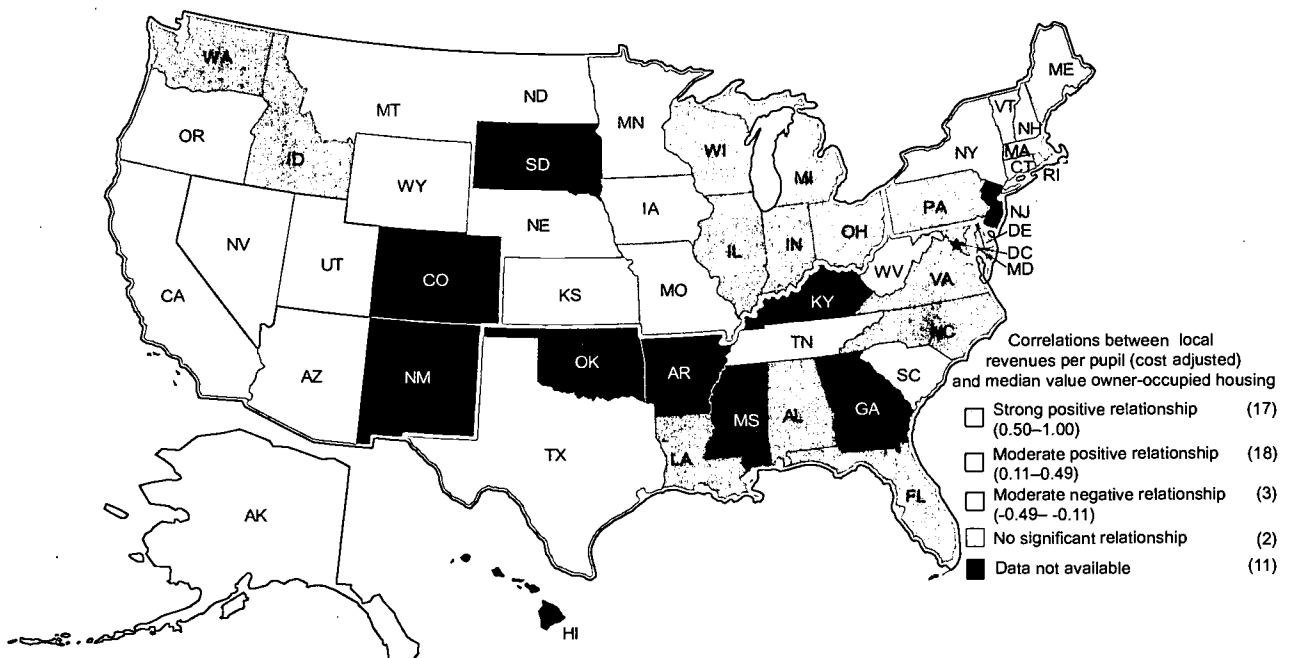 WA
MT
ND
MN
ME
VT
NH
OR
ID
SD
WI
NY
MA
CT
RI
MI
WY
IA
PA
NJ
NE
DE
NV
IL
IN
OH
DC
MD
UT
CO
WV
VA
CA
KS
MO
KY
TN
NC
AZ
NM
OK
AR
SC
MS
AL
GA
TX
LA
FL
AK
HI
Correlations between local
revenues per pupil (cost adjusted)
and median value owner-occupied housing
Strong positive relationship (17)
(0.50–1.00)
Moderate positive relationship (18)
(0.11–0.49)
Moderate negative relationship (3)
(-0.49– -0.11)
No significant relationship (2)
Data not available (11)